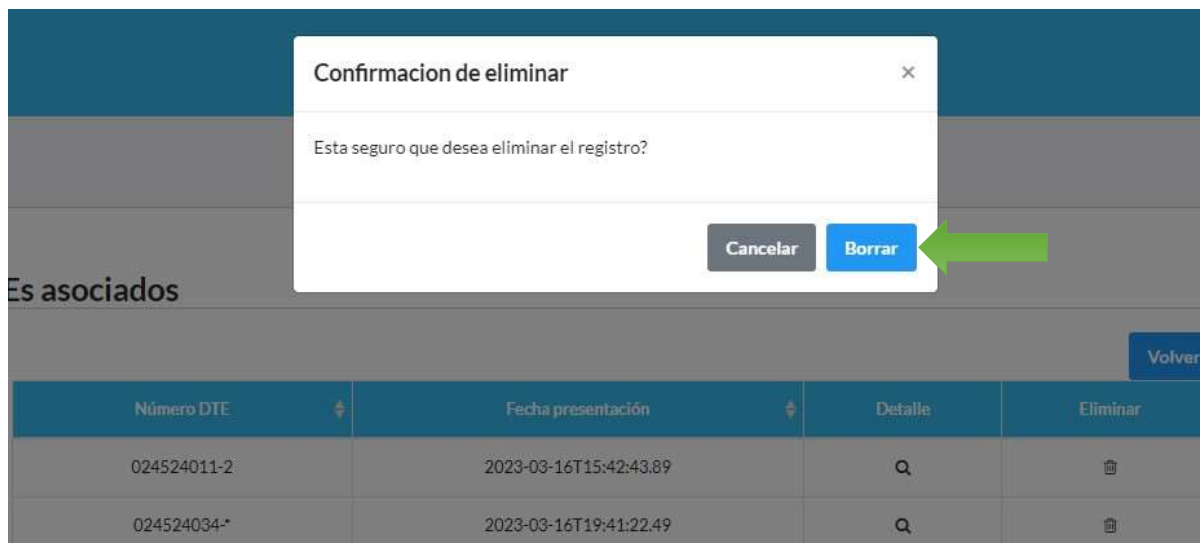 Confirmacion de eliminar ×
Esta seguro que desea eliminar el registro?
Cancelar Borrar
Es asociados
Volver
Número DTE Fecha presentación Detalle Eliminar
024524011-2 2023-03-16T15:42:43.89
024524034-* 2023-03-16T19:41:22.49